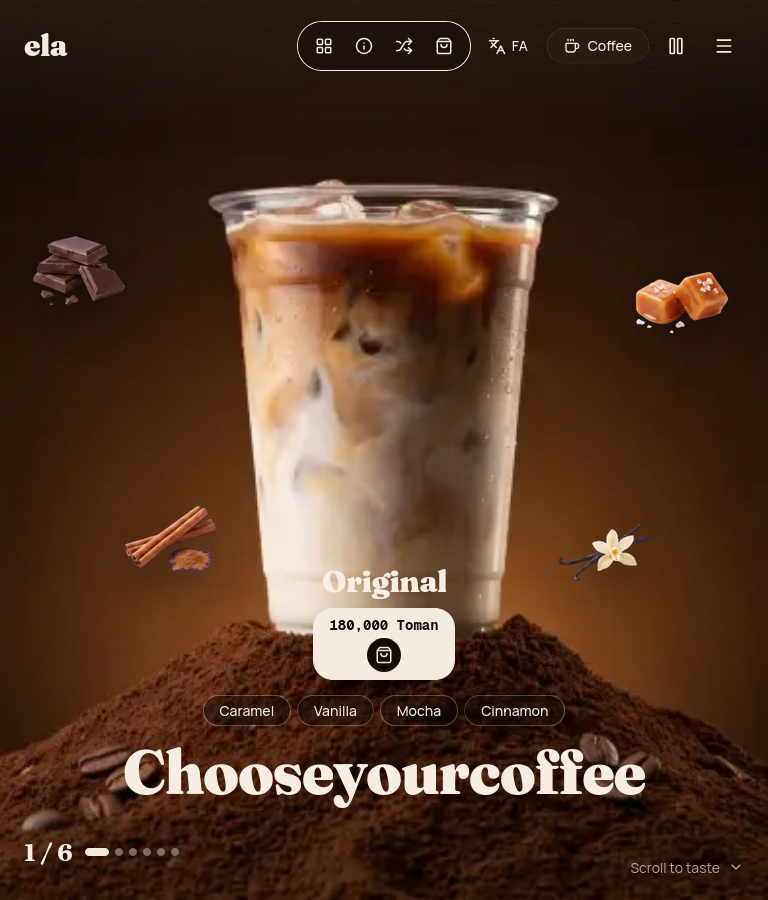 ela
FA
Coffee
Original
180,000 Toman
Caramel
Vanilla
Mocha
Cinnamon
Chooseyourcoffee
1 / 6
Scroll to taste